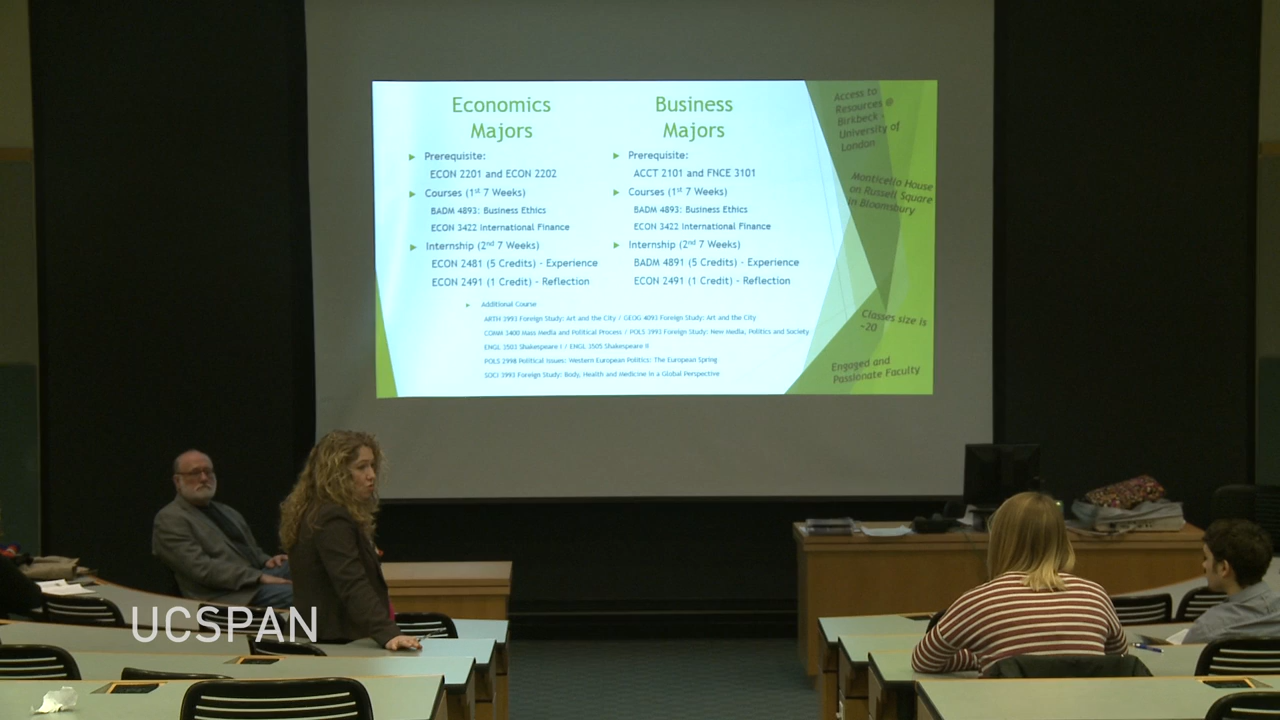 Economics
Majors
Prerequisite:
ECON 2201 and ECON 2202
Courses (1st 7 Weeks)
BADM 4893: Business Ethics
ECON 3422 International Finance
Internship (2nd 7 Weeks)
ECON 2481 (5 Credits) - Experience
ECON 2491 (1 Credit) - Reflection
Business
Majors
Prerequisite:
ACCT 2101 and FNCE 3101
Courses (1st 7 Weeks)
BADM 4893: Business Ethics
ECON 3422 International Finance
Internship (2nd 7 Weeks)
BADM 4891 (5 Credits) - Experience
ECON 2491 (1 Credit) - Reflection
Additional Course
ARTH 3993 Foreign Study: Art and the City / GEOG 4093 Foreign Study: Art and the City
COMM 3400 Mass Media and Political Process / POLS 3993 Foreign Study: New Media, Politics and Society
ENGL 3503 Shakespeare I / ENGL 3505 Shakespeare II
POLS 2998 Political Issues: Western European Politics: The European Spring
SOCI 3993 Foreign Study: Body, Health and Medicine in a Global Perspective
Access to
Resources @
Birkbeck -
University of
London
Monticello House
on Russell Square
in Bloomsbury
Classes size is
~20
Engaged and
Passionate Faculty
UCSPAN